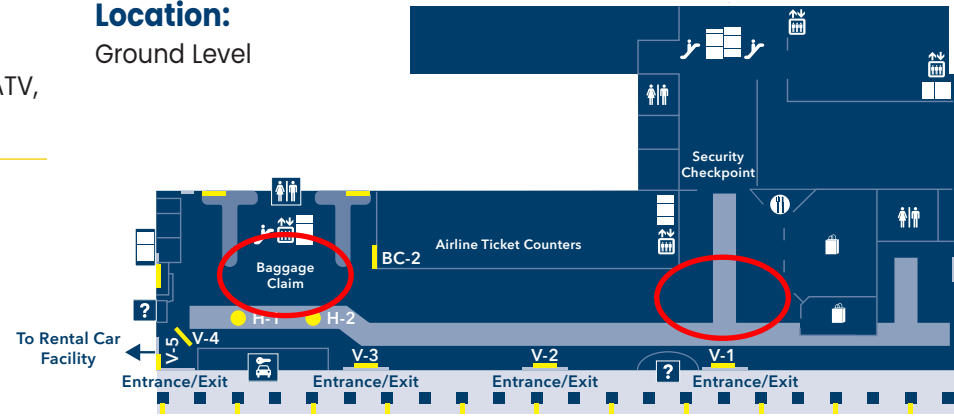 Location:
Ground Level
ATV,
Security
Checkpoint
Airline Ticket Counters
BC-2
Baggage
Claim
H-1
H-2
?
To Rental Car
Facility
V-5
V-4
V-3
V-2
?
V-1
Entrance/Exit
Entrance/Exit
Entrance/Exit
Entrance/Exit